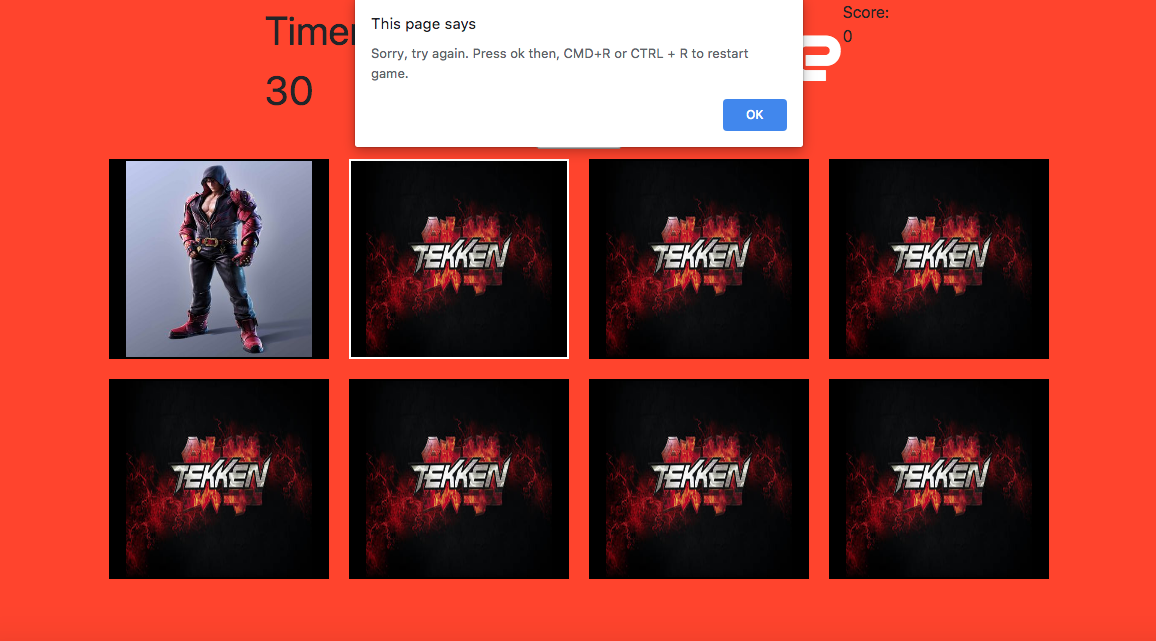 Timer
30
This page says
Sorry, try again. Press ok then, CMD+R or CTRL + R to restart
game.
OK
Score:
0
TEKKEN
TEKKEN
TEKKEN
TEKKEN
TEKKEN
TEKKEN
TEKKEN